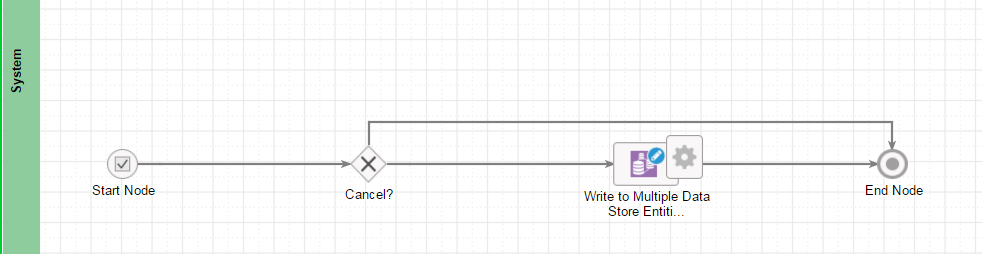 System
Start Node
Cancel?
Write to Multiple Data
Store Entiti...
End Node